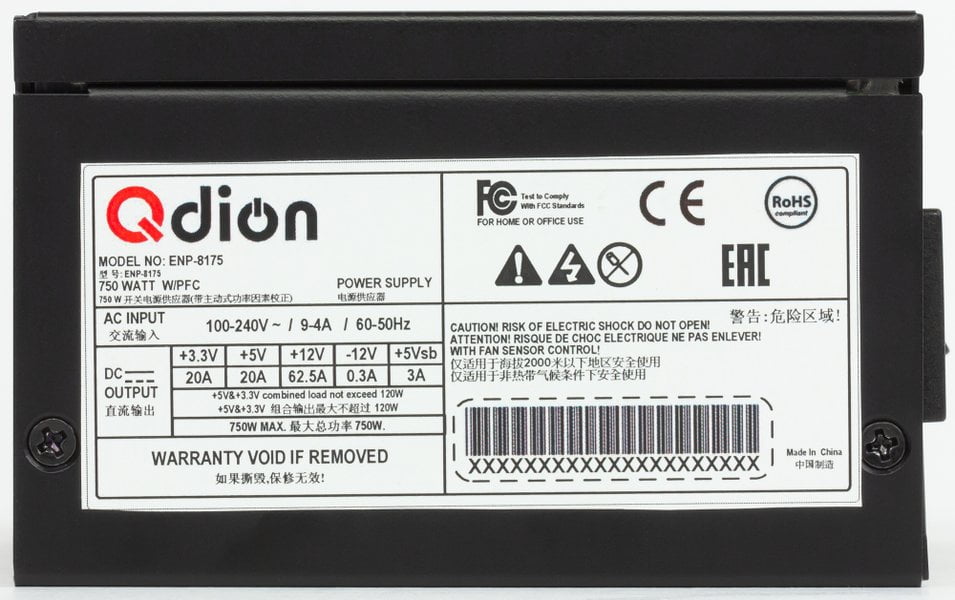 Qdion
MODEL NO: ENP-8175
型 号: ENP-8175
750 WATT W/PFC
POWER SUPPLY
750 W 开关电源供应器(带主动式功率因素校正)
电源供应器
AC INPUT
交流输入
100-240V ~ / 9-4A / 60-50Hz
DC
OUTPUT
直流输出
+3.3V +5V +12V -12V +5Vsb
20A 20A 62.5A 0.3A 3A
+5V&+3.3V combined load not exceed 120W
+5V&+3.3V 组合输出最大不超过 120W
750W MAX. 最大总功率 750W.
WARRANTY VOID IF REMOVED
如果撕毁,保修无效!
FC Test to Comply
With FCC Standards
FOR HOME OR OFFICE USE
CE
RoHS
compliant
EAC
警告:危险区域!
CAUTION! RISK OF ELECTRIC SHOCK DO NOT OPEN!
ATTENTION! RISQUE DE CHOC ELECTRIQUE NE PAS ENLEVER!
WITH FAN SENSOR CONTROL!
仅适用于海拔2000米以下地区安全使用
仅适用于非热带气候条件下安全使用
XXXXXXXXXXXXXXXXXXXXXXXX
Made In China
中国制造